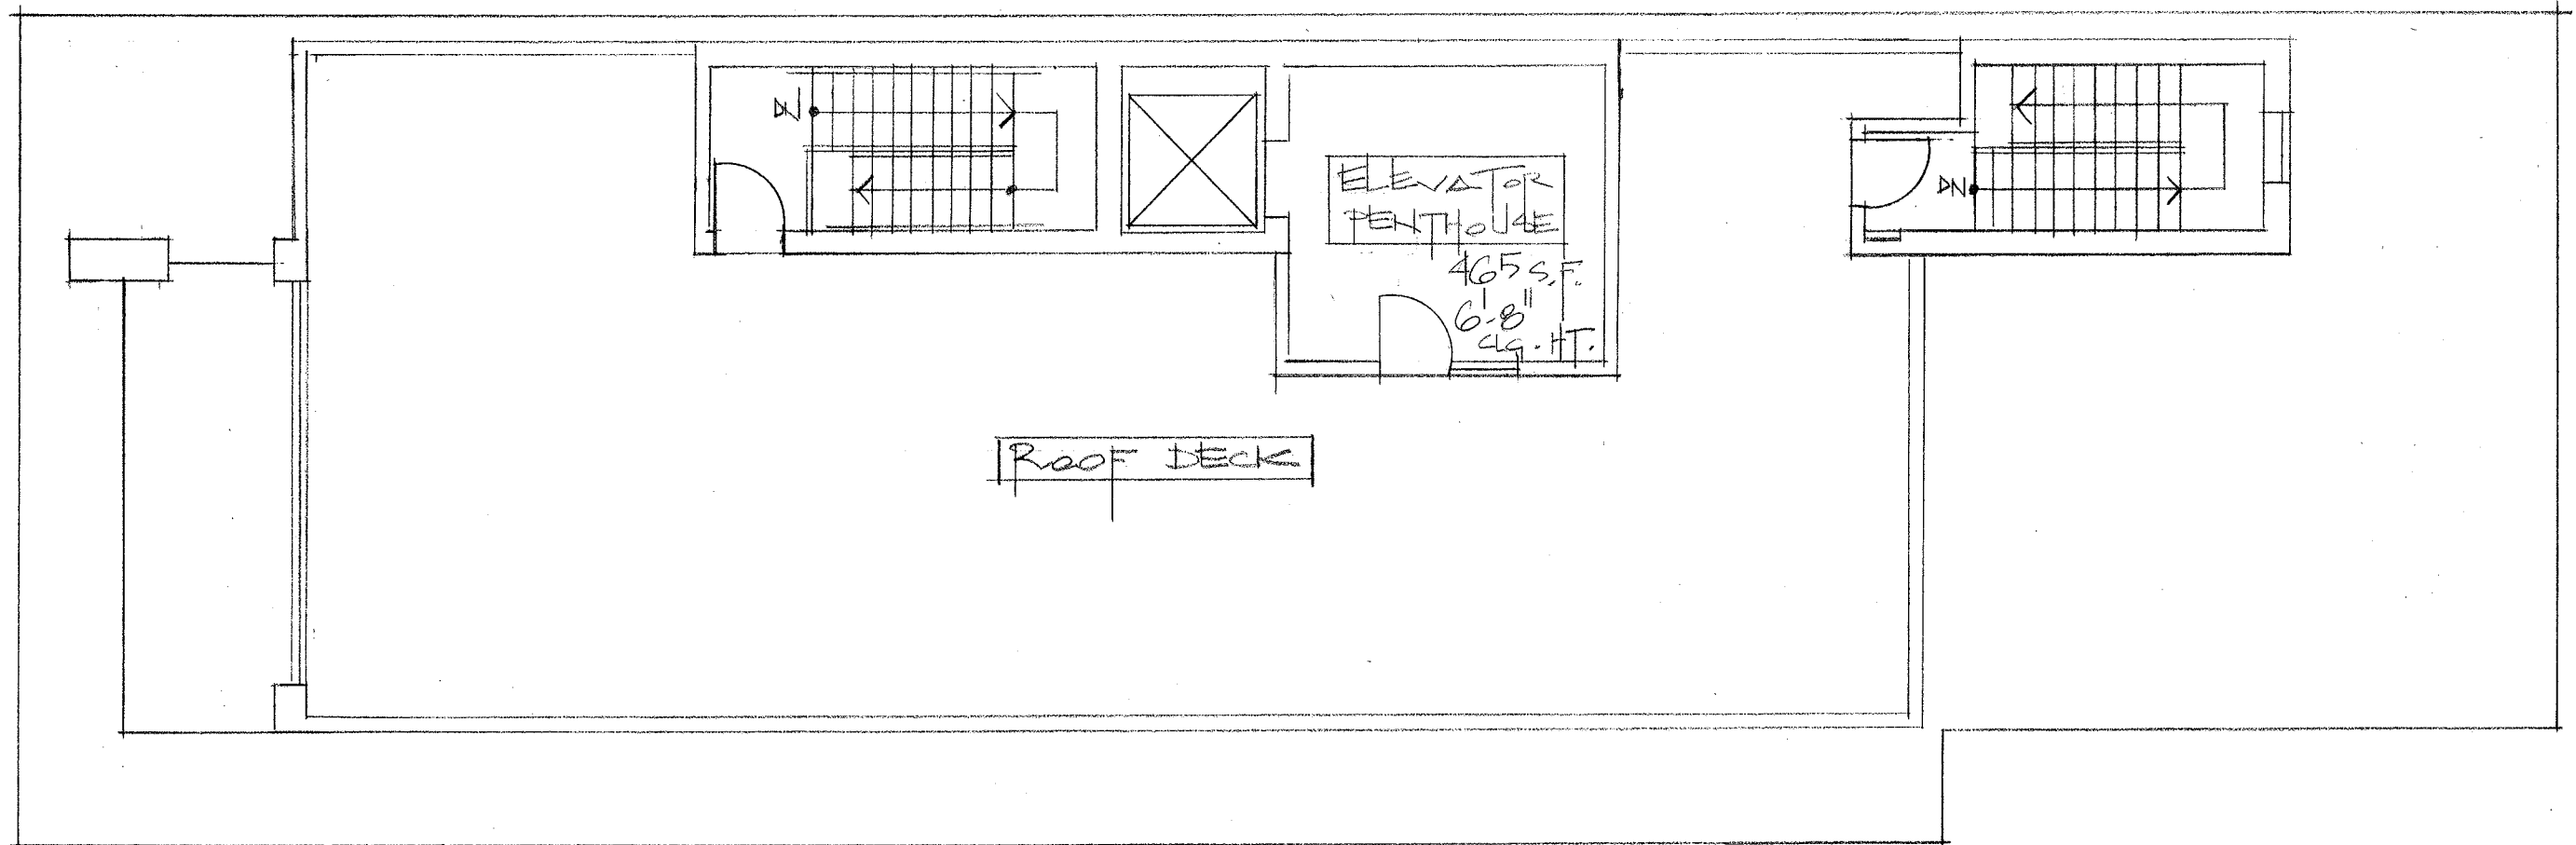 DN
ELEVATOR
PENTHOUSE
465 S.F.
6'-8"
CLG. HT.
DN
ROOF DECK